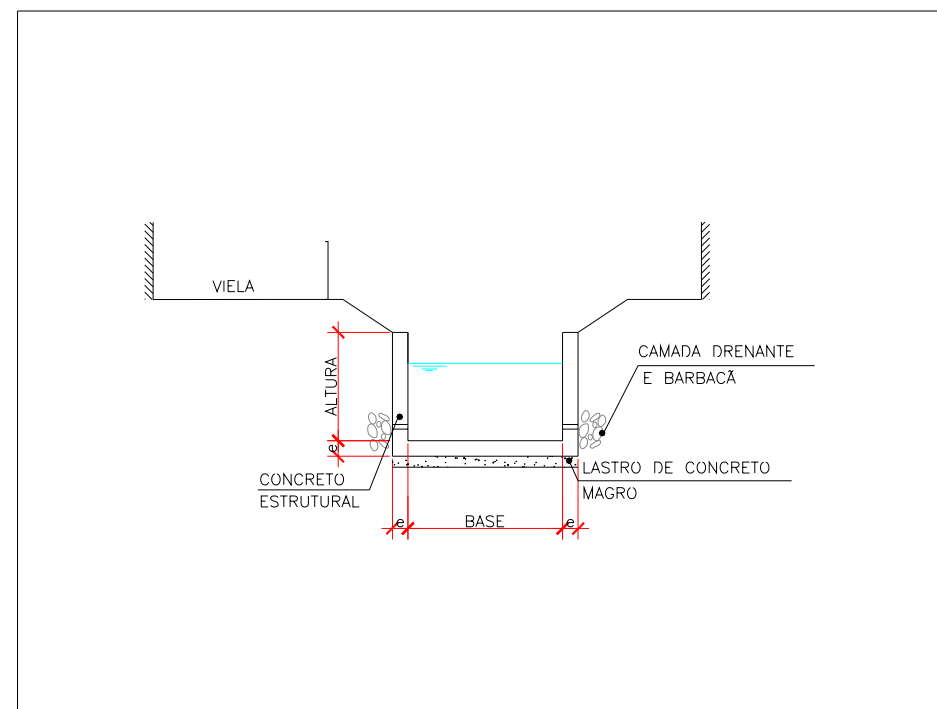 VIELA
ALTURA
CAMADA DRENANTE
E BARBACÃ
e
LASTRO DE CONCRETO
MAGRO
CONCRETO
ESTRUTURAL
e
BASE
e